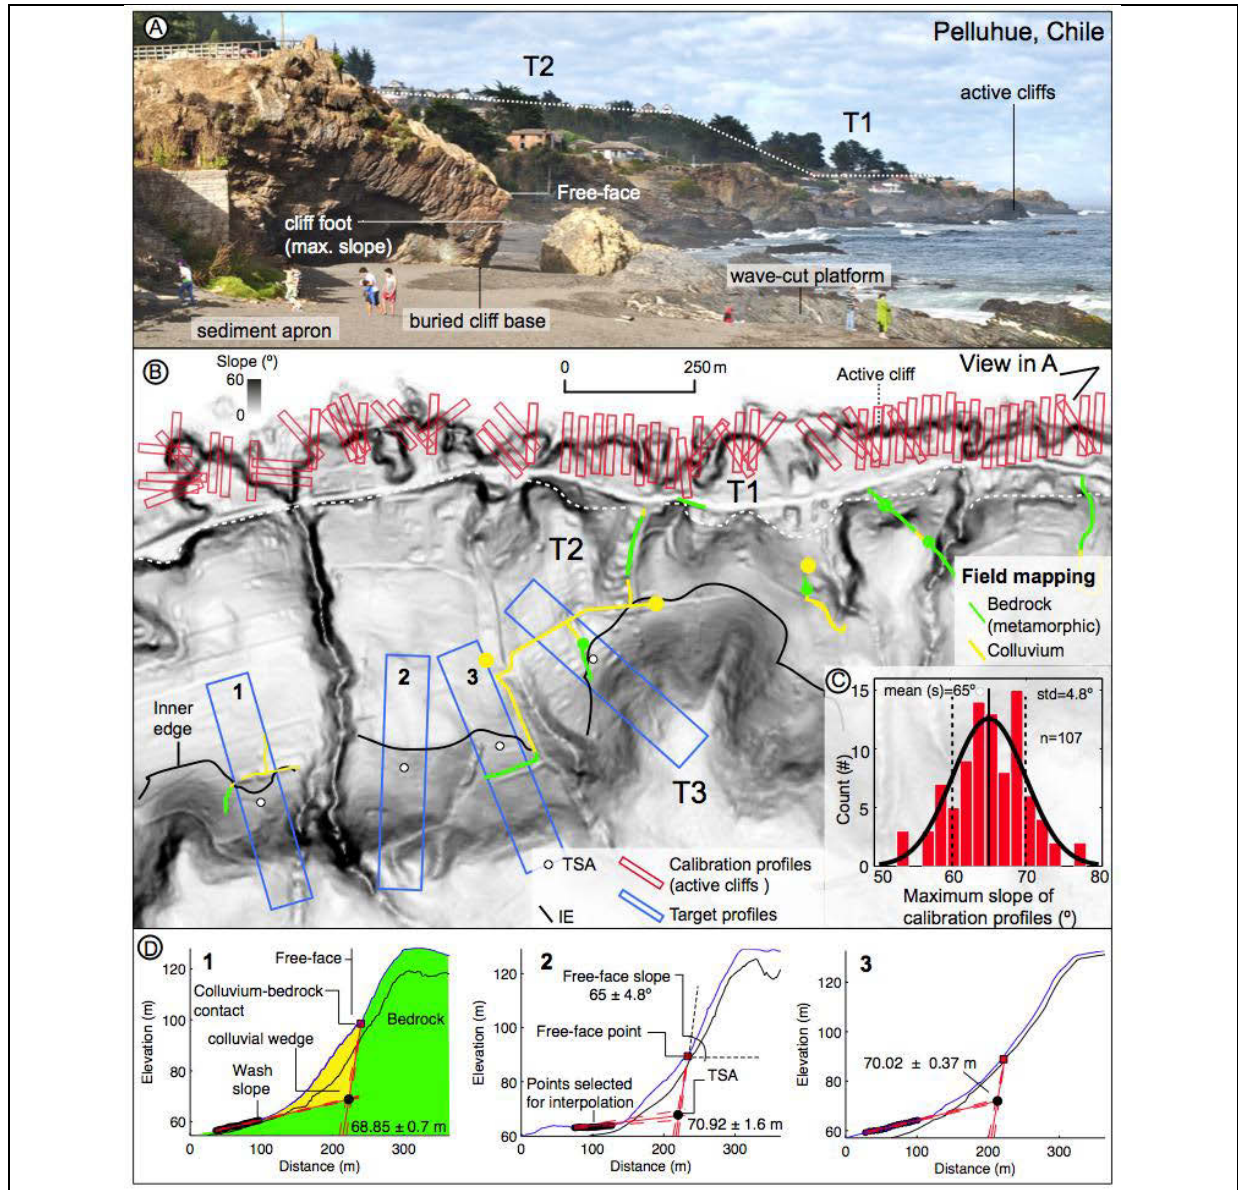 A
Pelluhue, Chile
T2
active cliffs
T1
Free-face
cliff foot
(max. slope)
wave-cut platform
buried cliff base
sediment apron
B
Slope (º)
60
0
0
250 m
Active cliff
View in A
T1
T2
Field mapping
Bedrock
(metamorphic)
Colluvium
1
2
3
Inner
edge
T3
TSA
Calibration profiles
(active cliffs )
IE
Target profiles
C
15
10
5
0
mean (s)=65º
std=4.8º
n=107
Count (#)
50
60
70
80
Maximum slope of
calibration profiles (º)
D
1
Free-face
Colluvium-bedrock
contact
Bedrock
colluvial wedge
Wash
slope
68.85 ± 0.7 m
Elevation (m)
120
100
80
60
0
100
200
300
Distance (m)
2
Free-face slope
65 ± 4.8º
Free-face point
TSA
Points selected
for interpolation
70.92 ± 1.6 m
Elevation (m)
120
100
80
60
0
100
200
300
Distance (m)
3
70.02 ± 0.37 m
Elevation (m)
120
100
80
60
0
100
200
300
Distance (m)